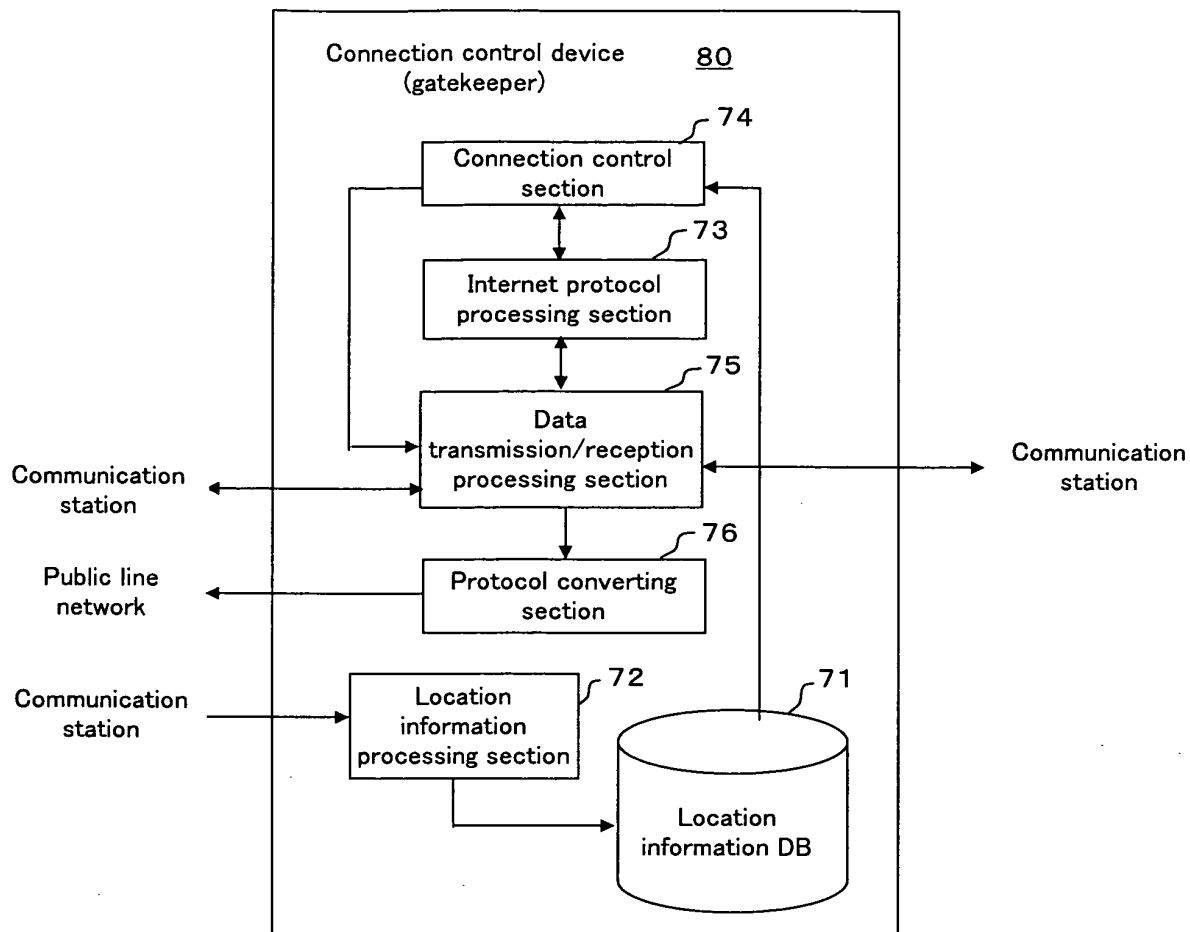 Connection control device
(gatekeeper)
80
74
Connection control
section
73
Internet protocol
processing section
75
Data
transmission/reception
processing section
Communication
station
Communication
station
76
Protocol converting
section
Public line
network
72
Location
information
processing section
Communication
station
71
Location
information DB